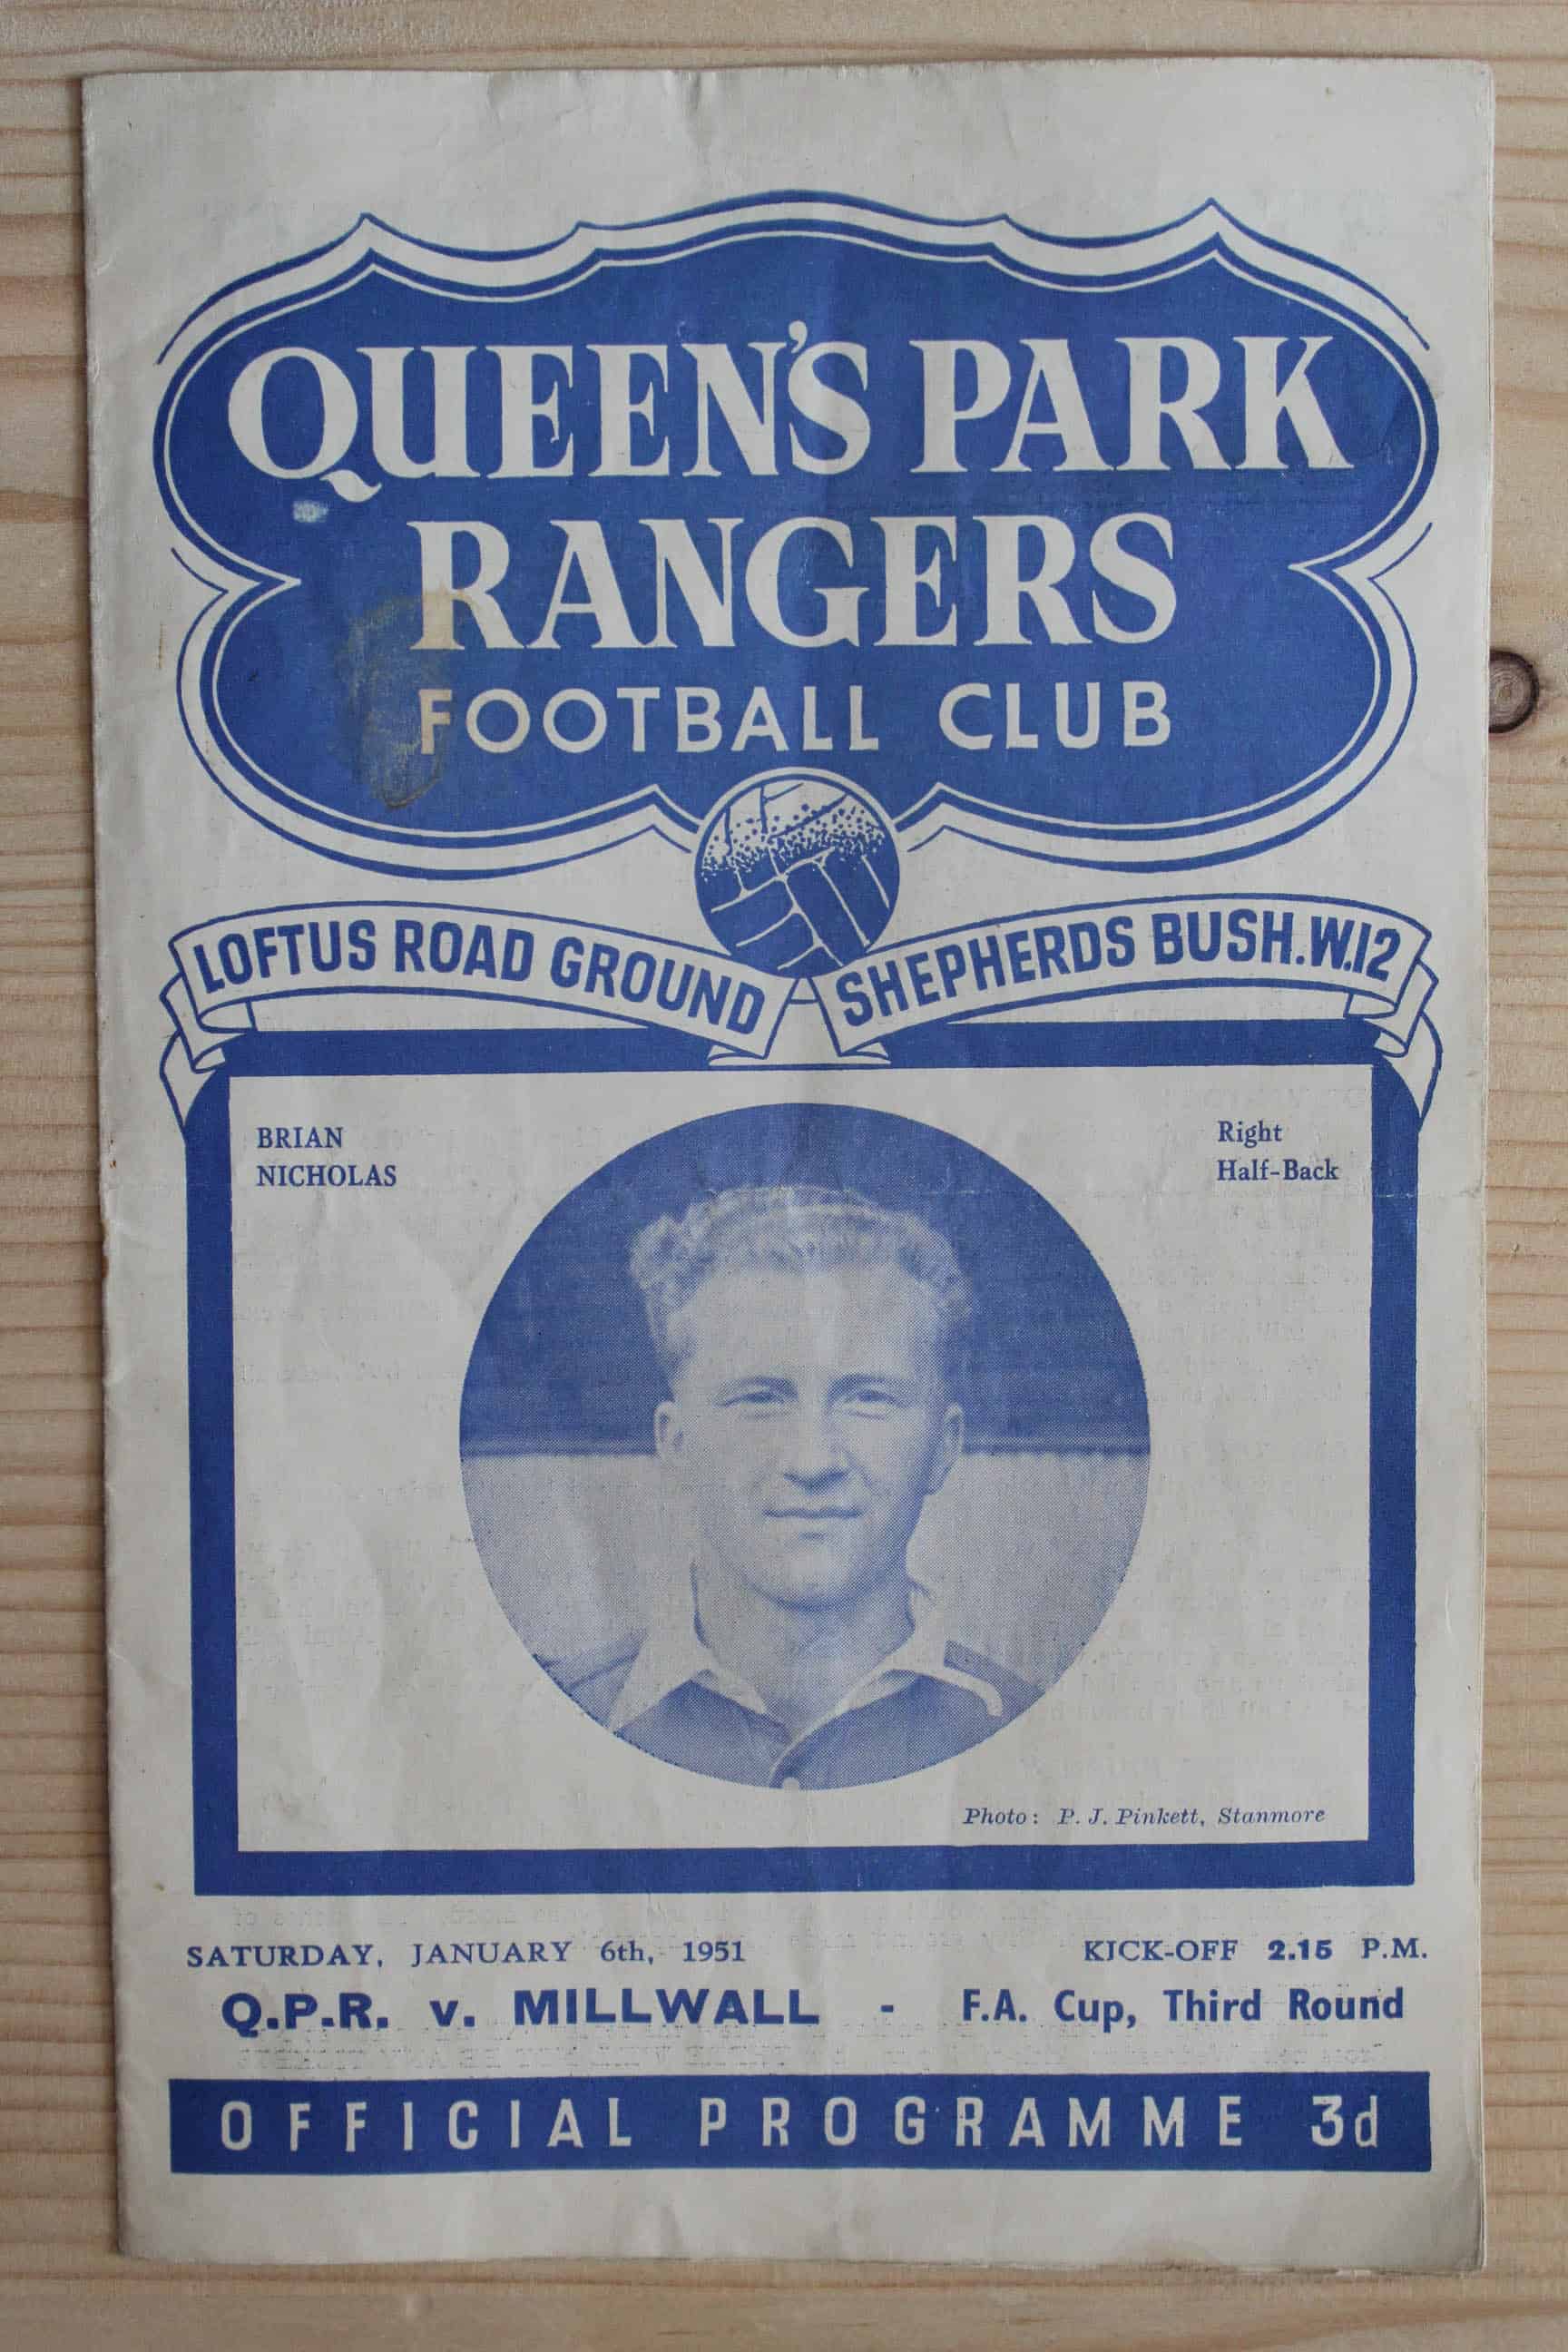 QUEEN'S PARK
RANGERS
FOOTBALL CLUB
LOFTUS ROAD GROUND SHEPHERDS BUSH. W.12
BRIAN
NICHOLAS
Right
Half-Back
Photo: P. J. Pinkett, Stanmore
SATURDAY, JANUARY 6th, 1951 KICK-OFF 2.15 P.M.
Q.P.R. v. MILLWALL - F.A. Cup, Third Round
OFFICIAL PROGRAMME 3d